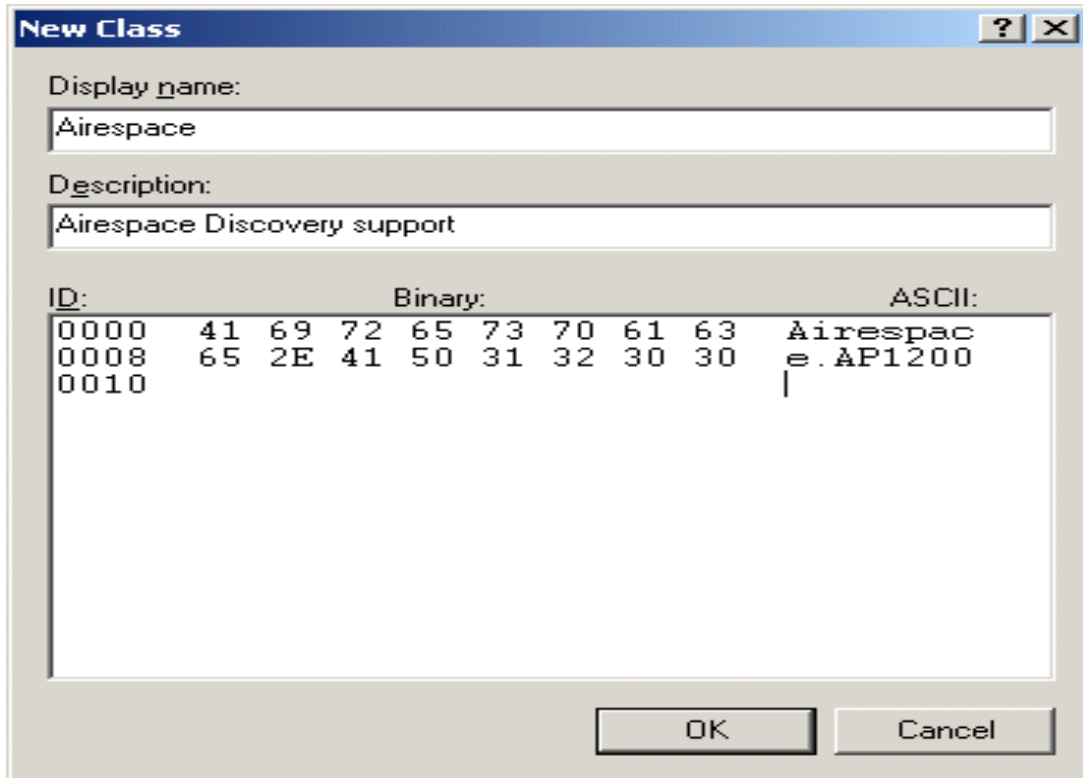 New Class
Display name:
Airespace
Description:
Airespace Discovery support
ID: Binary: ASCII:
0000 41 69 72 65 73 70 61 63 Airespac
0008 65 2E 41 50 31 32 30 30 e.AP1200
0010
OK Cancel